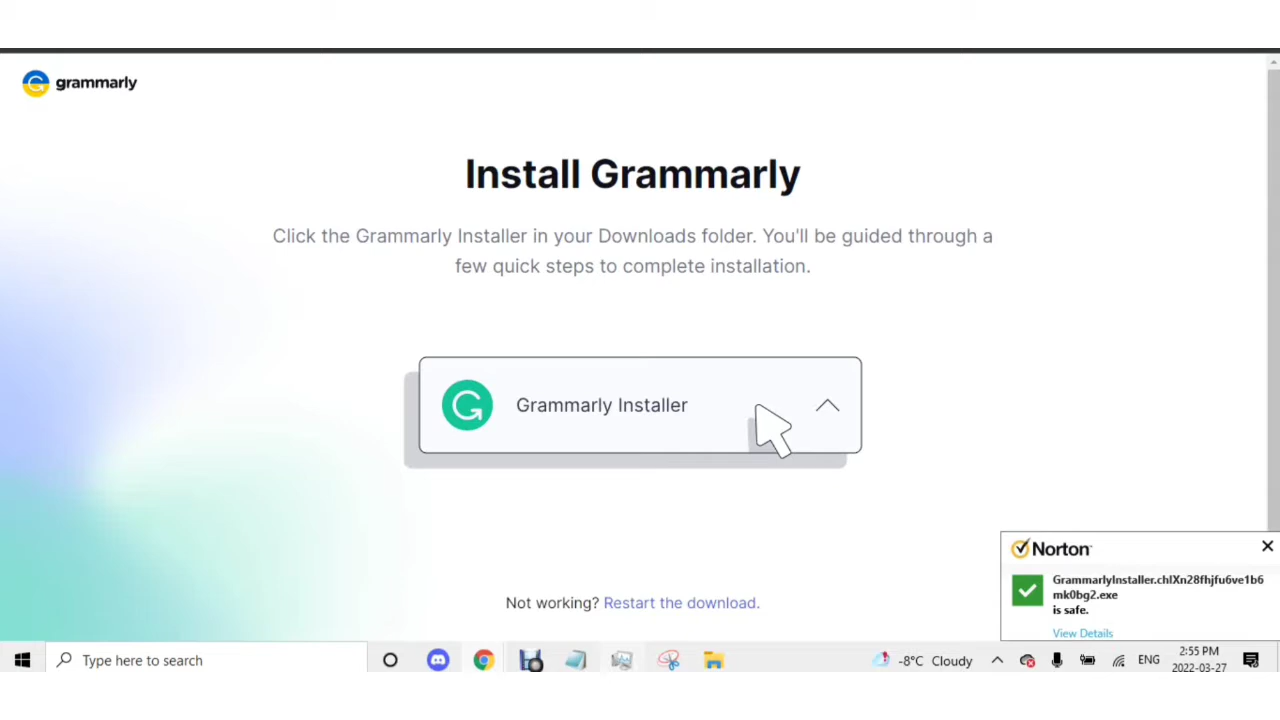 grammarly
Install Grammarly
Click the Grammarly Installer in your Downloads folder. You'll be guided through a
few quick steps to complete installation.
Grammarly Installer
Not working? Restart the download.
Norton
GrammarlyInstaller.chlXn28fhjfu6ve1b6
mk0bg2.exe
is safe.
View Details
Type here to search
-8°C Cloudy
ENG
2:55 PM
2022-03-27